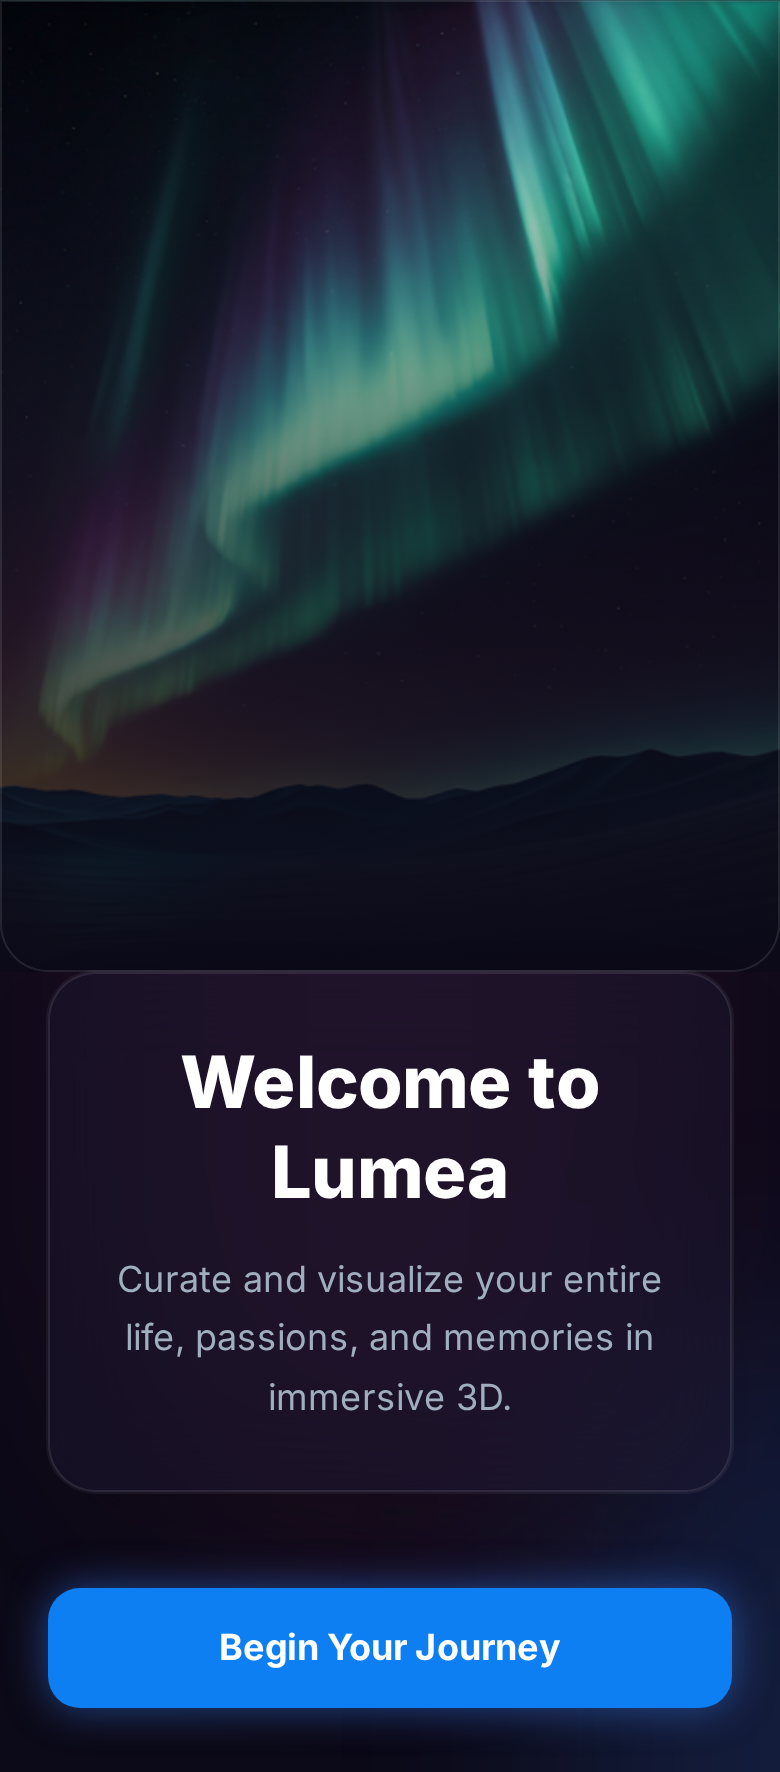 Welcome to
Lumea
Curate and visualize your entire
life, passions, and memories in
immersive 3D.
Begin Your Journey